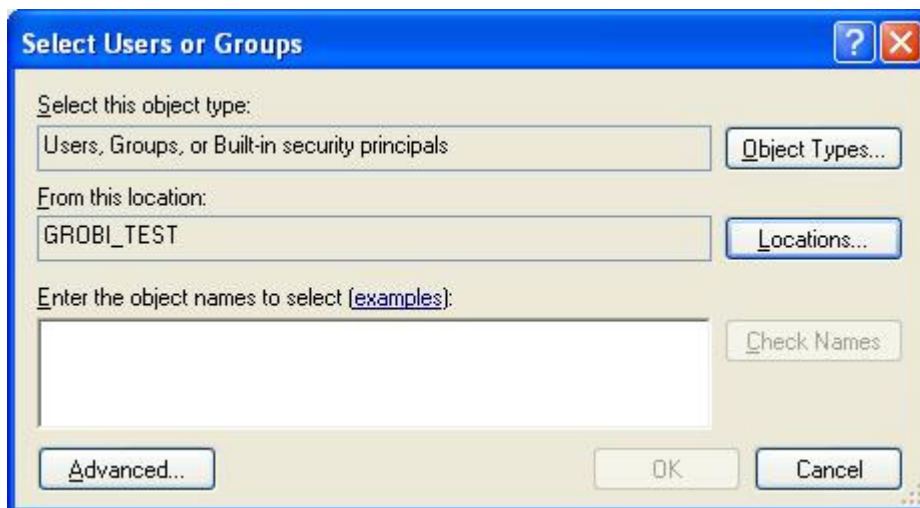 Select Users or Groups
Select this object type:
Users, Groups, or Built-in security principals
Object Types...
From this location:
GROBI_TEST
Locations...
Enter the object names to select (examples):
Check Names
Advanced...
OK
Cancel